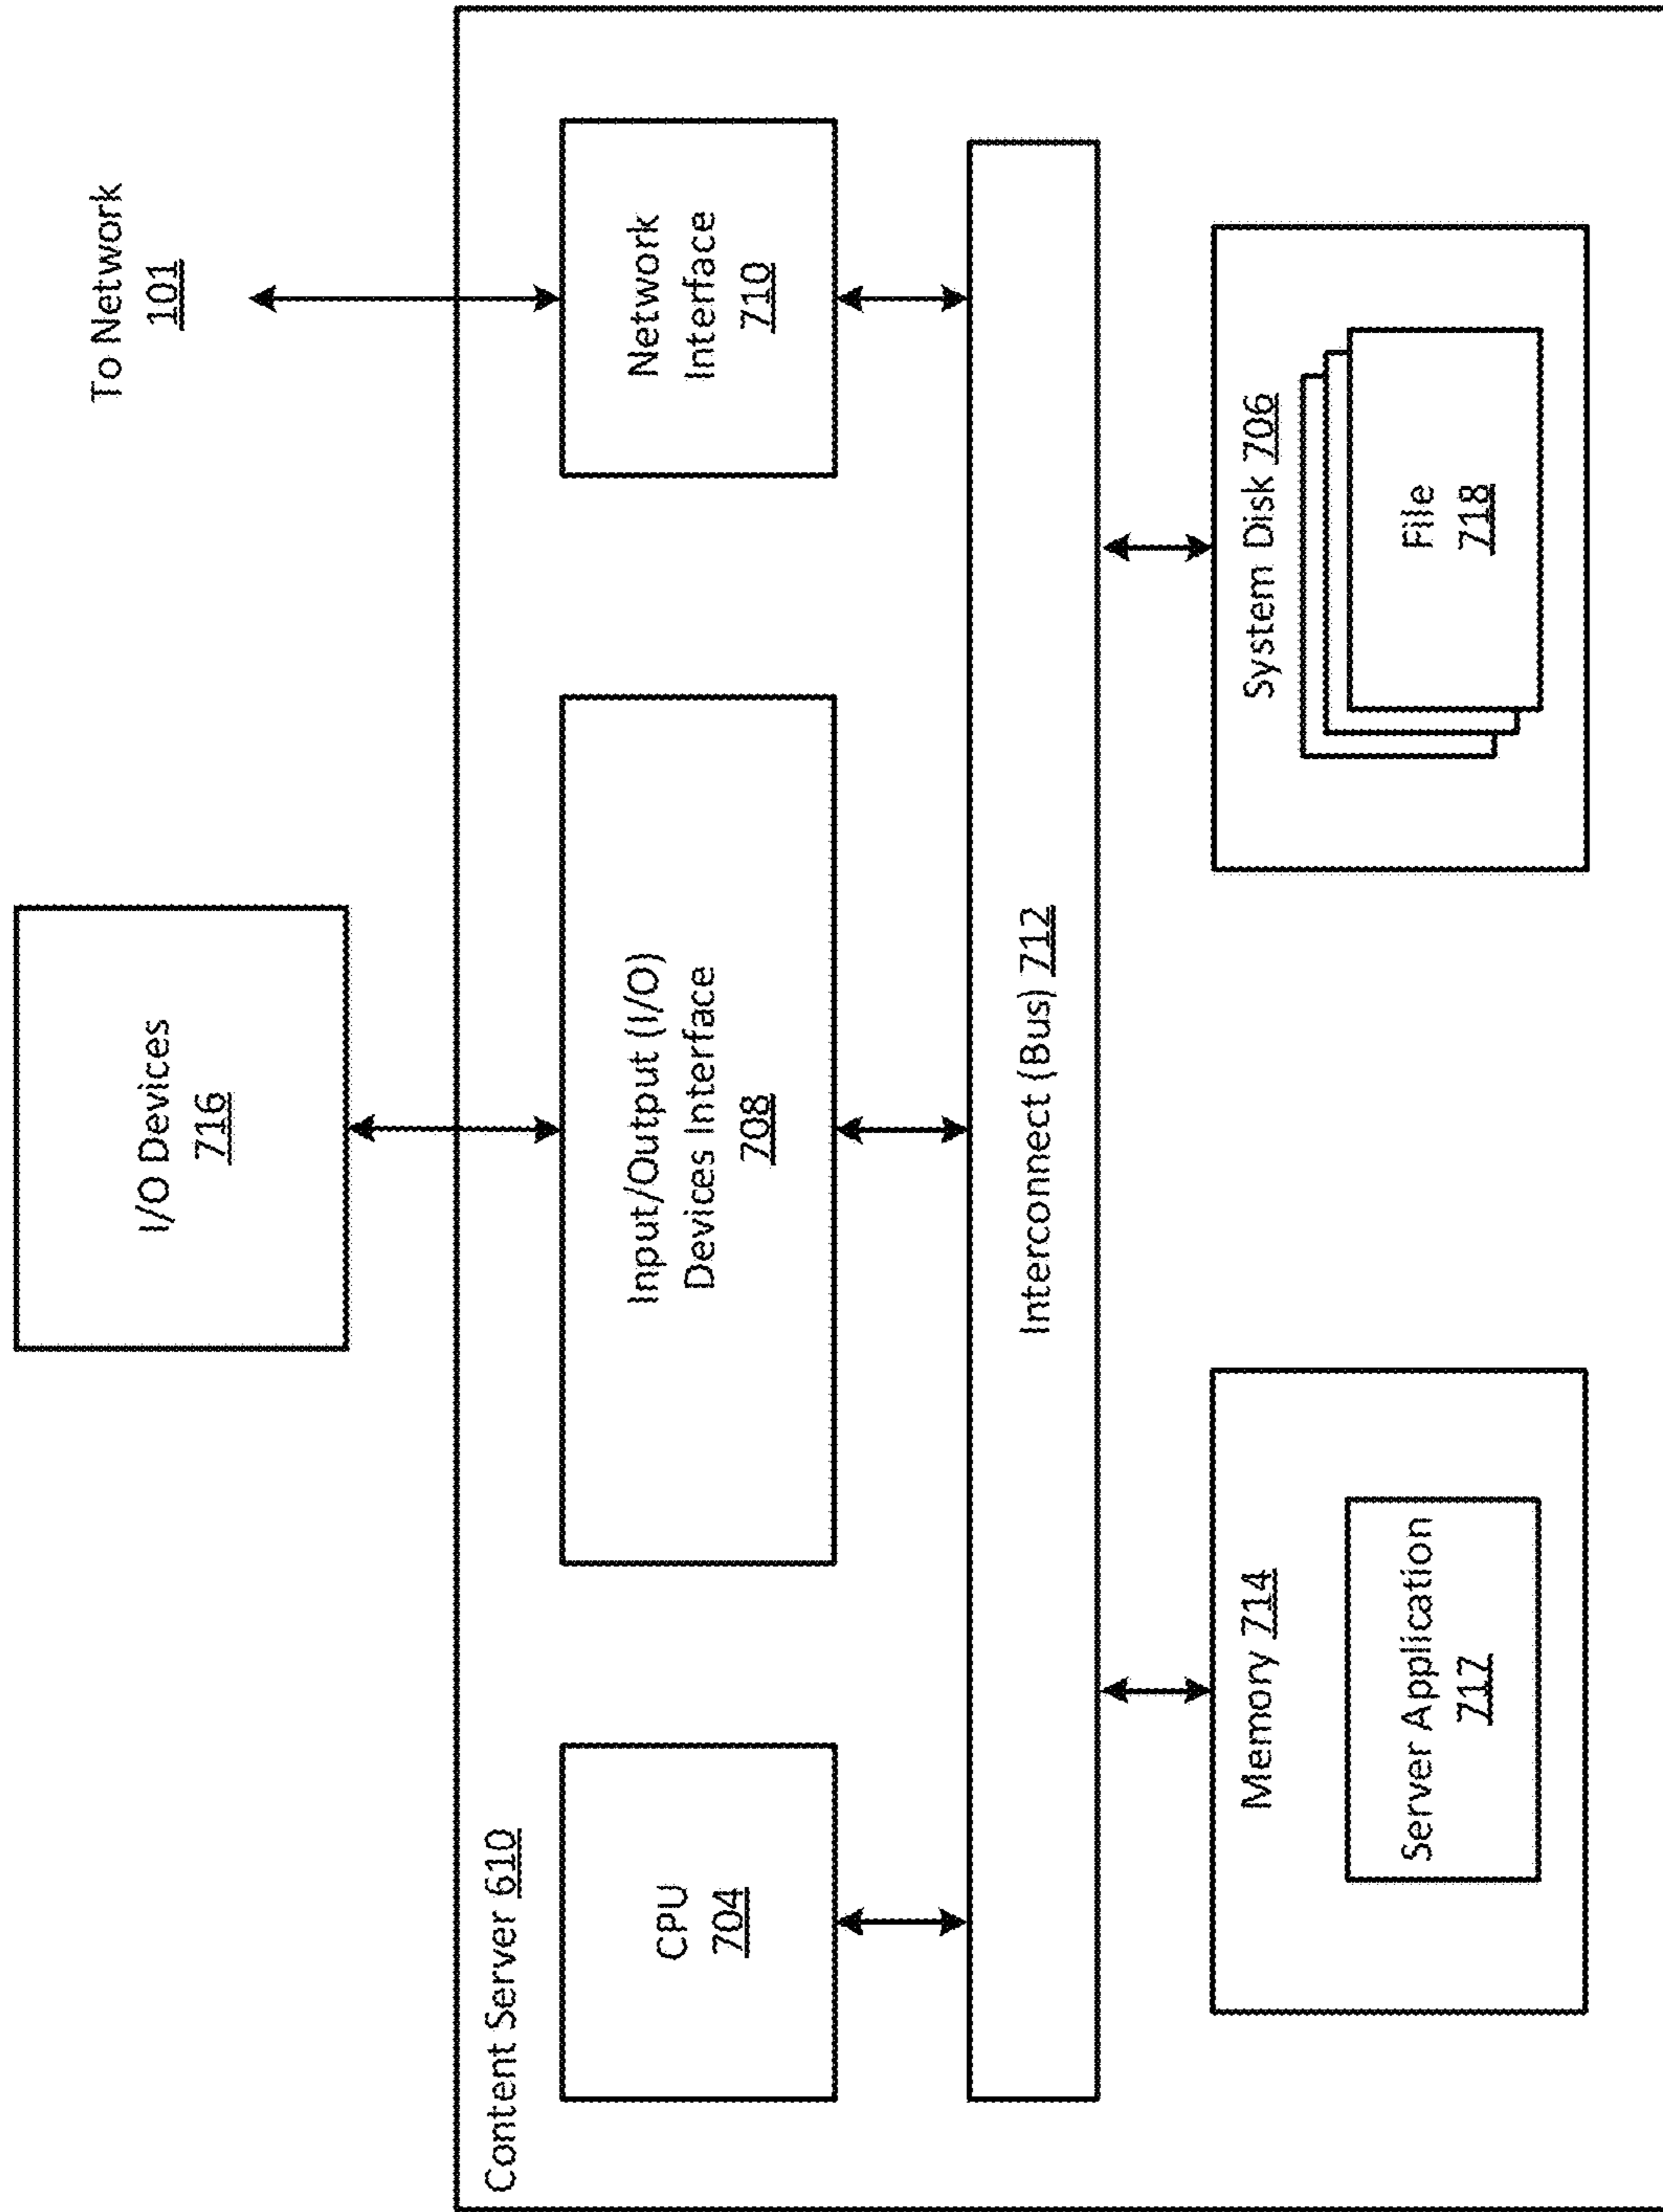 To Network
101
I/O Devices
716
Content Server 610
CPU
704
Input/Output (I/O)
Devices Interface
708
Network
Interface
710
Interconnect (Bus) 712
Memory 714
Server Application
717
System Disk 706
File
718